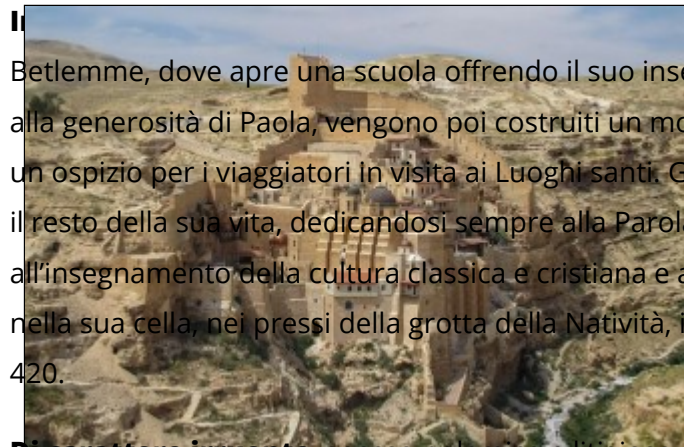 Betlemme, dove apre una scuola offrendo il suo inse
alla generosità di Paola, vengono poi costruiti un mo
un ospizio per i viaggiatori in visita ai Luoghi santi. G
il resto della sua vita, dedicandosi sempre alla Parola
all'insegnamento della cultura classica e cristiana e a
nella sua cella, nei pressi della grotta della Natività, i
420.